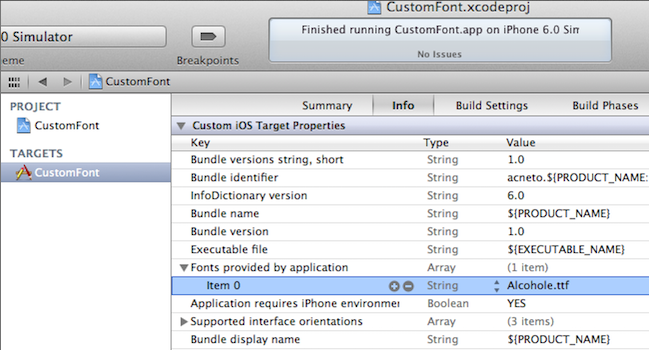 CustomFont.xcodeproj
0 Simulator
Finished running CustomFont.app on iPhone 6.0 Sim
No Issues
eme
Breakpoints
CustomFont
PROJECT
CustomFont
TARGETS
CustomFont
Summary Info Build Settings Build Phases
Custom iOS Target Properties
Key Type Value
Bundle versions string, short String 1.0
Bundle identifier String acneto.${PRODUCT_NAME:
InfoDictionary version String 6.0
Bundle name String ${PRODUCT_NAME}
Bundle version String 1.0
Executable file String ${EXECUTABLE_NAME}
Fonts provided by application Array (1 item)
Item 0 String Alcohole.ttf
Application requires iPhone environmer Boolean YES
Supported interface orientations Array (3 items)
Bundle display name String ${PRODUCT_NAME}